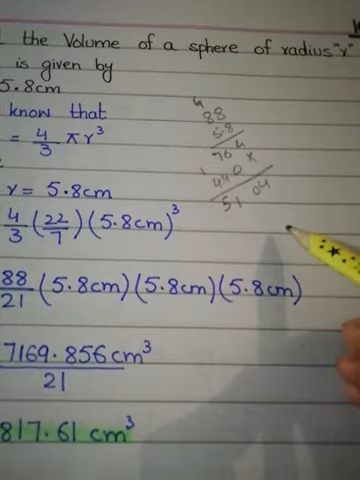 the Volume of a sphere of radius "r"
is given by
5.8cm
know that
= 4/3 πr³
r = 5.8cm
4/3 (22/7) (5.8cm)³
88/21 (5.8cm) (5.8cm) (5.8cm)
7169.856 cm³ / 21
817.61 cm³
4
88
5.8
704
1 440 x
5104